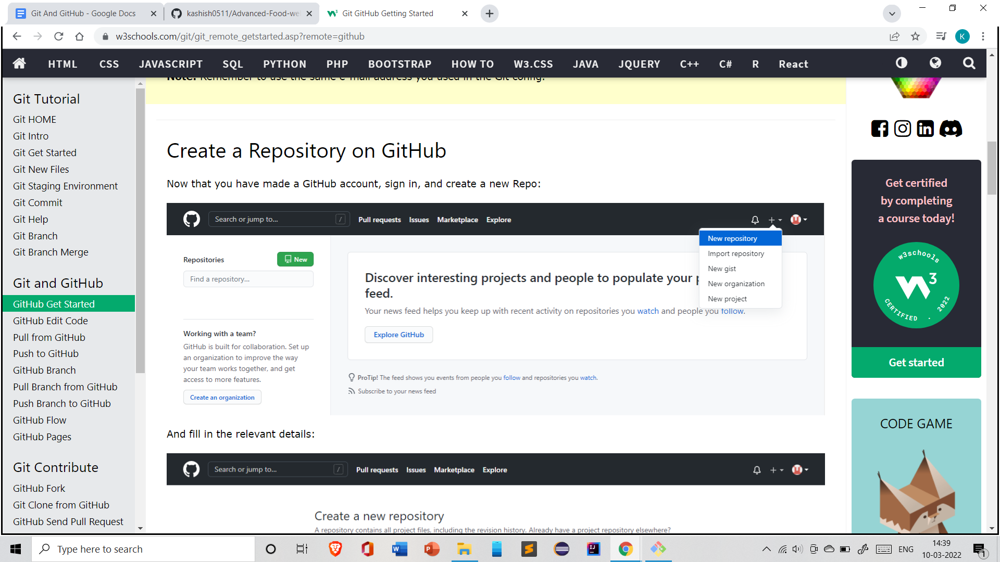 Git And GitHub - Google Docs
kashish0511/Advanced-Food-we
Git GitHub Getting Started
w3schools.com/git/git_remote_getstarted.asp?remote=github
K
HTML CSS JAVASCRIPT SQL PYTHON PHP BOOTSTRAP HOW TO W3.CSS JAVA JQUERY C++ C# R React
Note: Remember to use the same e-mail address you used in the Git config.
Git Tutorial
Git HOME
Git Intro
Git Get Started
Git New Files
Git Staging Environment
Git Commit
Git Help
Git Branch
Git Branch Merge
Git and GitHub
GitHub Get Started
GitHub Edit Code
Pull from GitHub
Push to GitHub
GitHub Branch
Pull Branch from GitHub
Push Branch to GitHub
GitHub Flow
GitHub Pages
Git Contribute
GitHub Fork
Git Clone from GitHub
GitHub Send Pull Request
Create a Repository on GitHub
Now that you have made a GitHub account, sign in, and create a new Repo:
Search or jump to... / Pull requests Issues Marketplace Explore
New repository
Import repository
New gist
New organization
New project
Repositories New
Find a repository...
Working with a team?
GitHub is built for collaboration. Set up
an organization to improve the way
your team works together, and get
access to more features.
Create an organization
Discover interesting projects and people to populate your p
feed.
Your news feed helps you keep up with recent activity on repositories you watch and people you follow.
Explore GitHub
ProTip! The feed shows you events from people you follow and repositories you watch.
Subscribe to your news feed
And fill in the relevant details:
Search or jump to... / Pull requests Issues Marketplace Explore
Create a new repository
A repository contains all project files, including the revision history. Already have a project repository elsewhere?
Get certified
by completing
a course today!
w3schools
W3
CERTIFIED . 2022
Get started
CODE GAME
Type here to search
ENG
14:39
10-03-2022
1